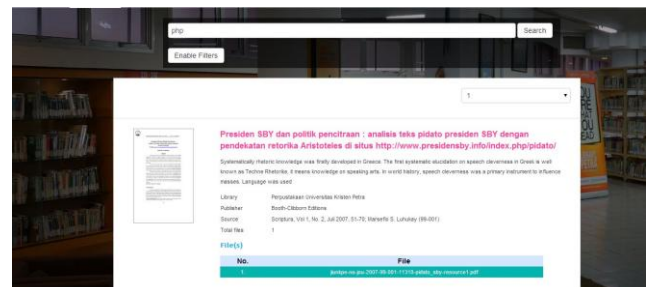 php
Search
Enable Filters
1
Presiden SBY dan politik pencitraan : analisis teks pidato presiden SBY dengan
pendekatan retorika Aristoteles di situs http://www.presidensby.info/index.php/pidato/
Systematically rhetoric knowledge was firstly developed in Greece. The first systematic elucidation on speech cleverness in Greek is well
known as Techne Rhetorike, it means knowledge on speaking arts. In world history, speech cleverness was a primary instrument to influence
masses. Language was used
Library Perpustakaan Universitas Kristen Petra
Publisher Booth-Clibborn Editions
Source Scriptura, Vol 1, No. 2, Juli 2007, 51-70; Marselfe S. Luhukay (99-001)
Total files 1
File(s)
No. File
1